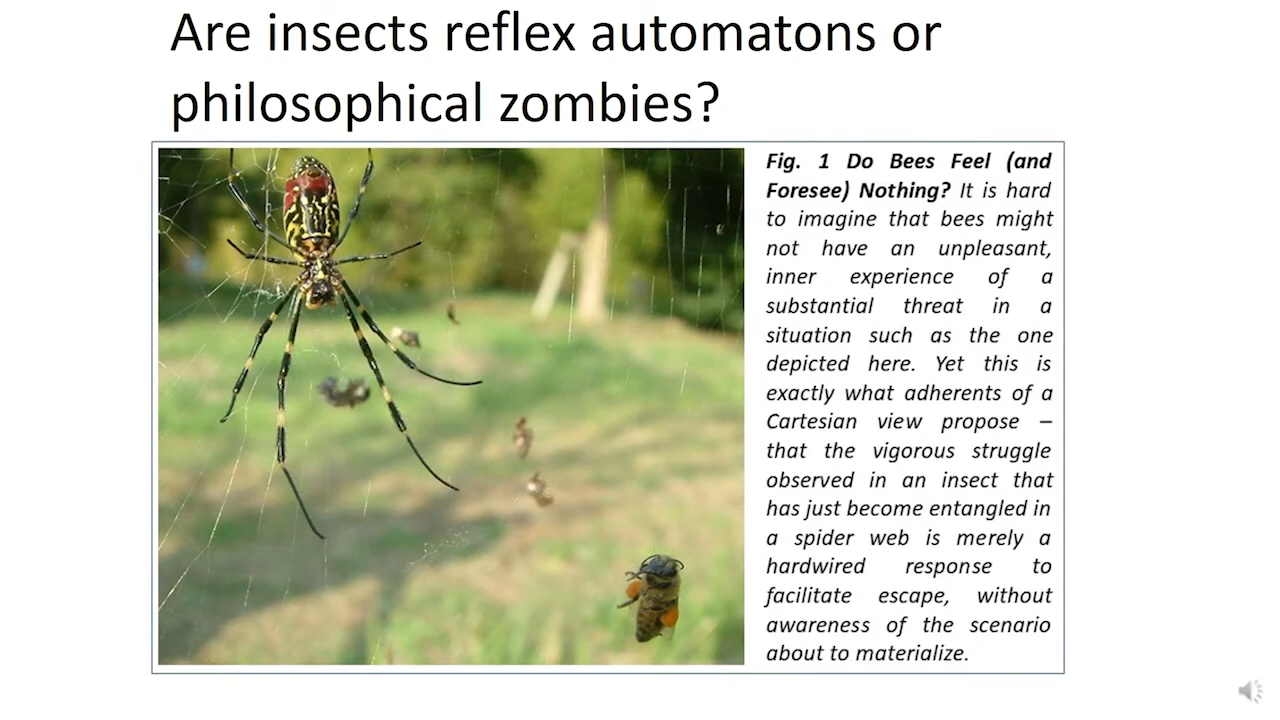 Are insects reflex automatons or
philosophical zombies?
Fig. 1 Do Bees Feel (and
Foresee) Nothing? It is hard
to imagine that bees might
not have an unpleasant,
inner experience of a
substantial threat in a
situation such as the one
depicted here. Yet this is
exactly what adherents of a
Cartesian view propose –
that the vigorous struggle
observed in an insect that
has just become entangled in
a spider web is merely a
hardwired response to
facilitate escape, without
awareness of the scenario
about to materialize.